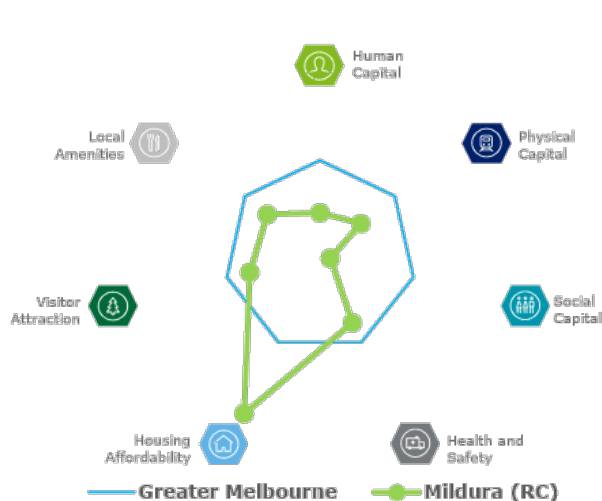 Human
Capital
Local
Amenities
Physical
Capital
Visitor
Attraction
Social
Capital
Housing
Affordability
Health and
Safety
Greater Melbourne
Mildura (RC)